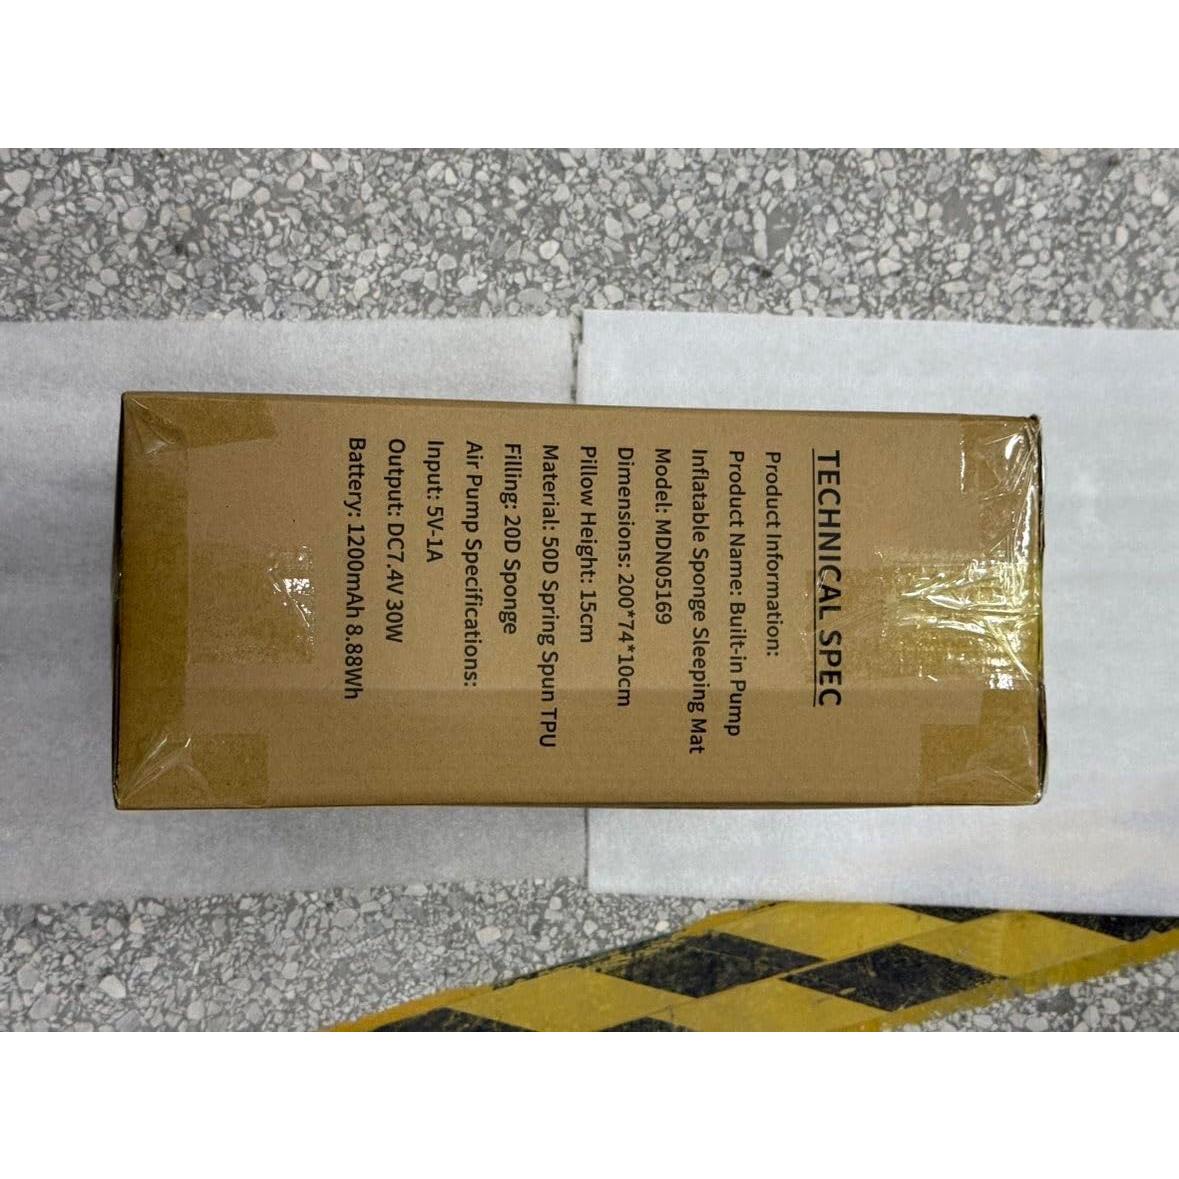 TECHNICAL SPEC
Product Information:
Product Name: Built-in Pump
Inflatable Sponge Sleeping Mat
Model: MDN05169
Dimensions: 200*74*10cm
Pillow Height: 15cm
Material: 50D Spring Spun TPU
Filling: 20D Sponge
Air Pump Specifications:
Input: 5V-1A
Output: DC7.4V 30W
Battery: 1200mAh 8.88Wh